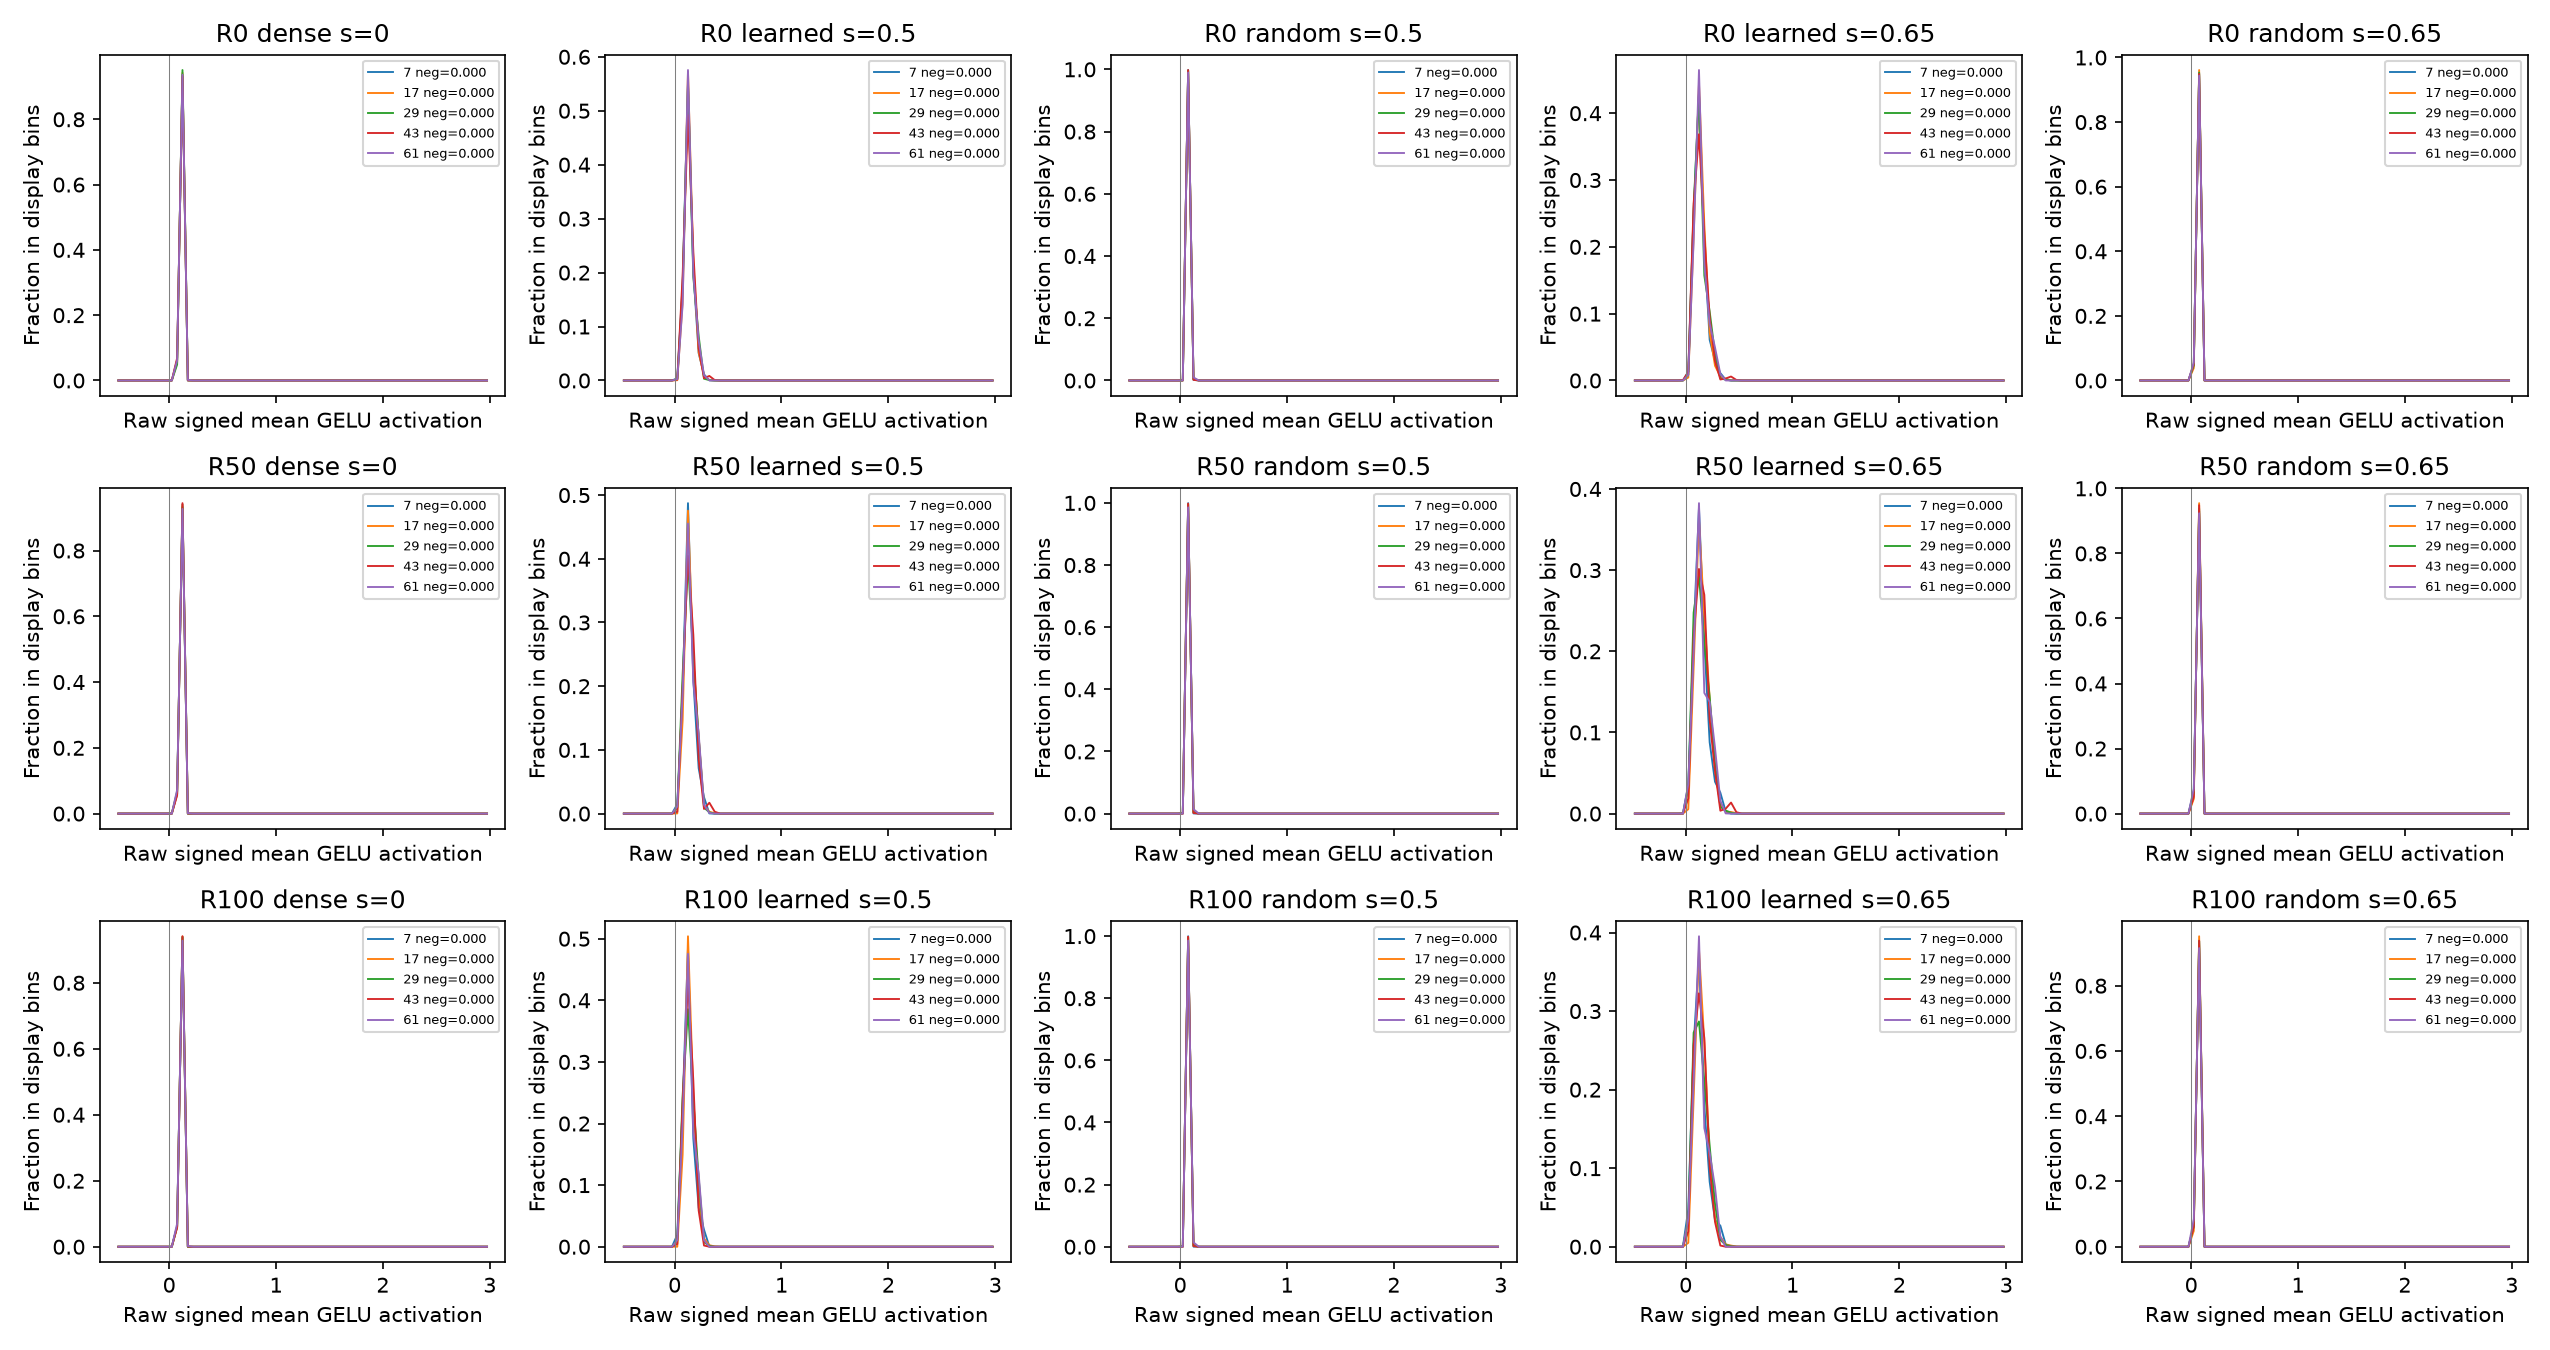 R0 dense s=0
R0 learned s=0.5
R0 random s=0.5
R0 learned s=0.65
R0 random s=0.65
Fraction in display bins
0.8
0.6
0.4
0.2
0.0
7 neg=0.000
17 neg=0.000
29 neg=0.000
43 neg=0.000
61 neg=0.000
Raw signed mean GELU activation
Fraction in display bins
0.6
0.5
0.4
0.3
0.2
0.1
0.0
7 neg=0.000
17 neg=0.000
29 neg=0.000
43 neg=0.000
61 neg=0.000
Raw signed mean GELU activation
Fraction in display bins
1.0
0.8
0.6
0.4
0.2
0.0
7 neg=0.000
17 neg=0.000
29 neg=0.000
43 neg=0.000
61 neg=0.000
Raw signed mean GELU activation
Fraction in display bins
0.4
0.3
0.2
0.1
0.0
7 neg=0.000
17 neg=0.000
29 neg=0.000
43 neg=0.000
61 neg=0.000
Raw signed mean GELU activation
Fraction in display bins
1.0
0.8
0.6
0.4
0.2
0.0
7 neg=0.000
17 neg=0.000
29 neg=0.000
43 neg=0.000
61 neg=0.000
Raw signed mean GELU activation
R50 dense s=0
R50 learned s=0.5
R50 random s=0.5
R50 learned s=0.65
R50 random s=0.65
Fraction in display bins
0.8
0.6
0.4
0.2
0.0
7 neg=0.000
17 neg=0.000
29 neg=0.000
43 neg=0.000
61 neg=0.000
Raw signed mean GELU activation
Fraction in display bins
0.5
0.4
0.3
0.2
0.1
0.0
7 neg=0.000
17 neg=0.000
29 neg=0.000
43 neg=0.000
61 neg=0.000
Raw signed mean GELU activation
Fraction in display bins
1.0
0.8
0.6
0.4
0.2
0.0
7 neg=0.000
17 neg=0.000
29 neg=0.000
43 neg=0.000
61 neg=0.000
Raw signed mean GELU activation
Fraction in display bins
0.4
0.3
0.2
0.1
0.0
7 neg=0.000
17 neg=0.000
29 neg=0.000
43 neg=0.000
61 neg=0.000
Raw signed mean GELU activation
Fraction in display bins
1.0
0.8
0.6
0.4
0.2
0.0
7 neg=0.000
17 neg=0.000
29 neg=0.000
43 neg=0.000
61 neg=0.000
Raw signed mean GELU activation
R100 dense s=0
R100 learned s=0.5
R100 random s=0.5
R100 learned s=0.65
R100 random s=0.65
Fraction in display bins
0.8
0.6
0.4
0.2
0.0
7 neg=0.000
17 neg=0.000
29 neg=0.000
43 neg=0.000
61 neg=0.000
0 1 2 3
Raw signed mean GELU activation
Fraction in display bins
0.5
0.4
0.3
0.2
0.1
0.0
7 neg=0.000
17 neg=0.000
29 neg=0.000
43 neg=0.000
61 neg=0.000
0 1 2 3
Raw signed mean GELU activation
Fraction in display bins
1.0
0.8
0.6
0.4
0.2
0.0
7 neg=0.000
17 neg=0.000
29 neg=0.000
43 neg=0.000
61 neg=0.000
0 1 2 3
Raw signed mean GELU activation
Fraction in display bins
0.4
0.3
0.2
0.1
0.0
7 neg=0.000
17 neg=0.000
29 neg=0.000
43 neg=0.000
61 neg=0.000
0 1 2 3
Raw signed mean GELU activation
Fraction in display bins
0.8
0.6
0.4
0.2
0.0
7 neg=0.000
17 neg=0.000
29 neg=0.000
43 neg=0.000
61 neg=0.000
0 1 2 3
Raw signed mean GELU activation